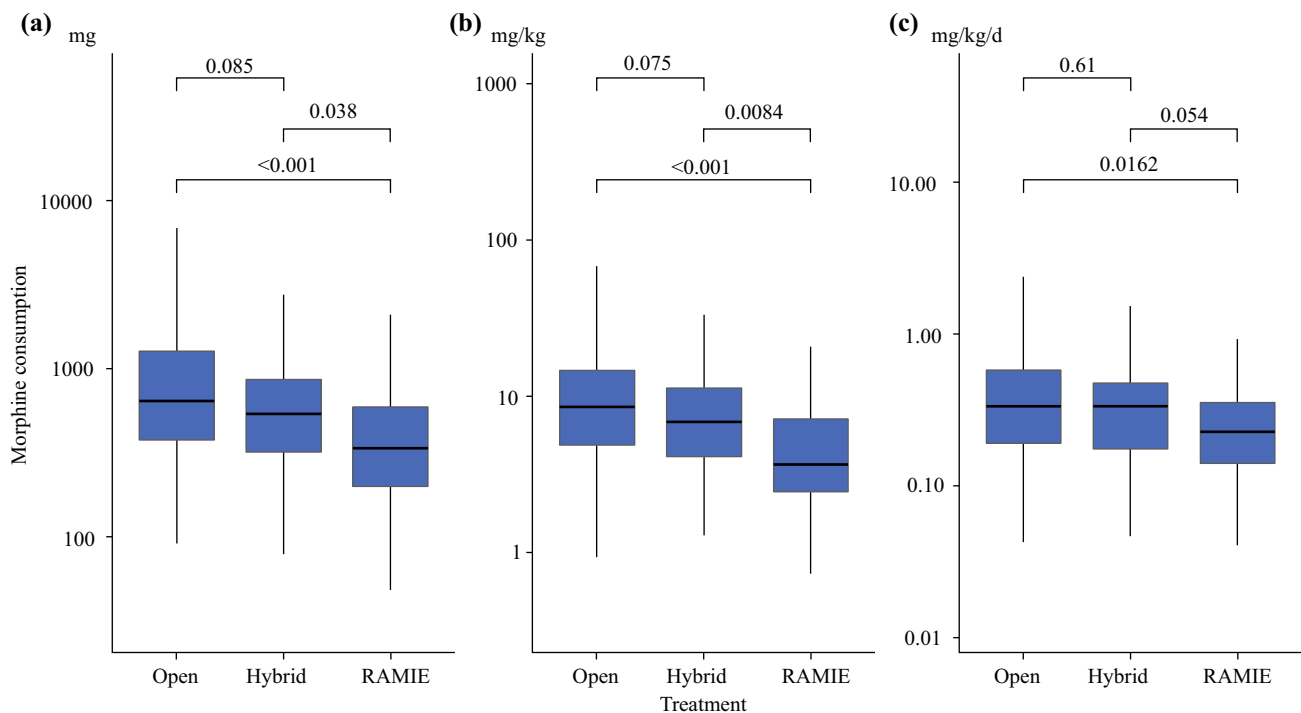 (a)
mg
0.085
0.038
<0.001
10000
1000
100
Morphine consumption
Open Hybrid RAMIE
(b)
mg/kg
1000
0.075
0.0084
<0.001
100
10
1
Open Hybrid RAMIE
Treatment
(c)
mg/kg/d
0.61
0.054
0.0162
10.00
1.00
0.10
0.01
Open Hybrid RAMIE